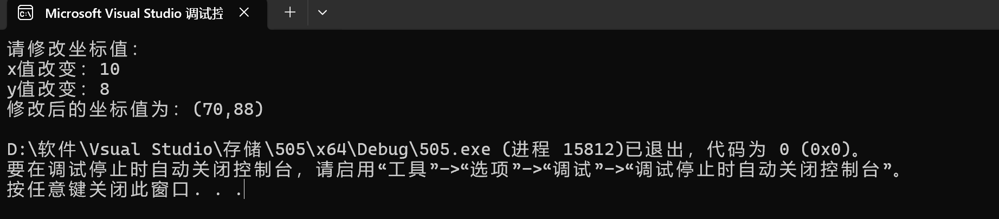 Microsoft Visual Studio 调试控
请修改坐标值：
x值改变：10
y值改变：8
修改后的坐标值为：(70,88)
D:\软件\Vsual Studio\存储\505\x64\Debug\505.exe (进程 15812)已退出，代码为 0 (0x0)。
要在调试停止时自动关闭控制台，请启用“工具”->“选项”->“调试”->“调试停止时自动关闭控制台”。
按任意键关闭此窗口. . .